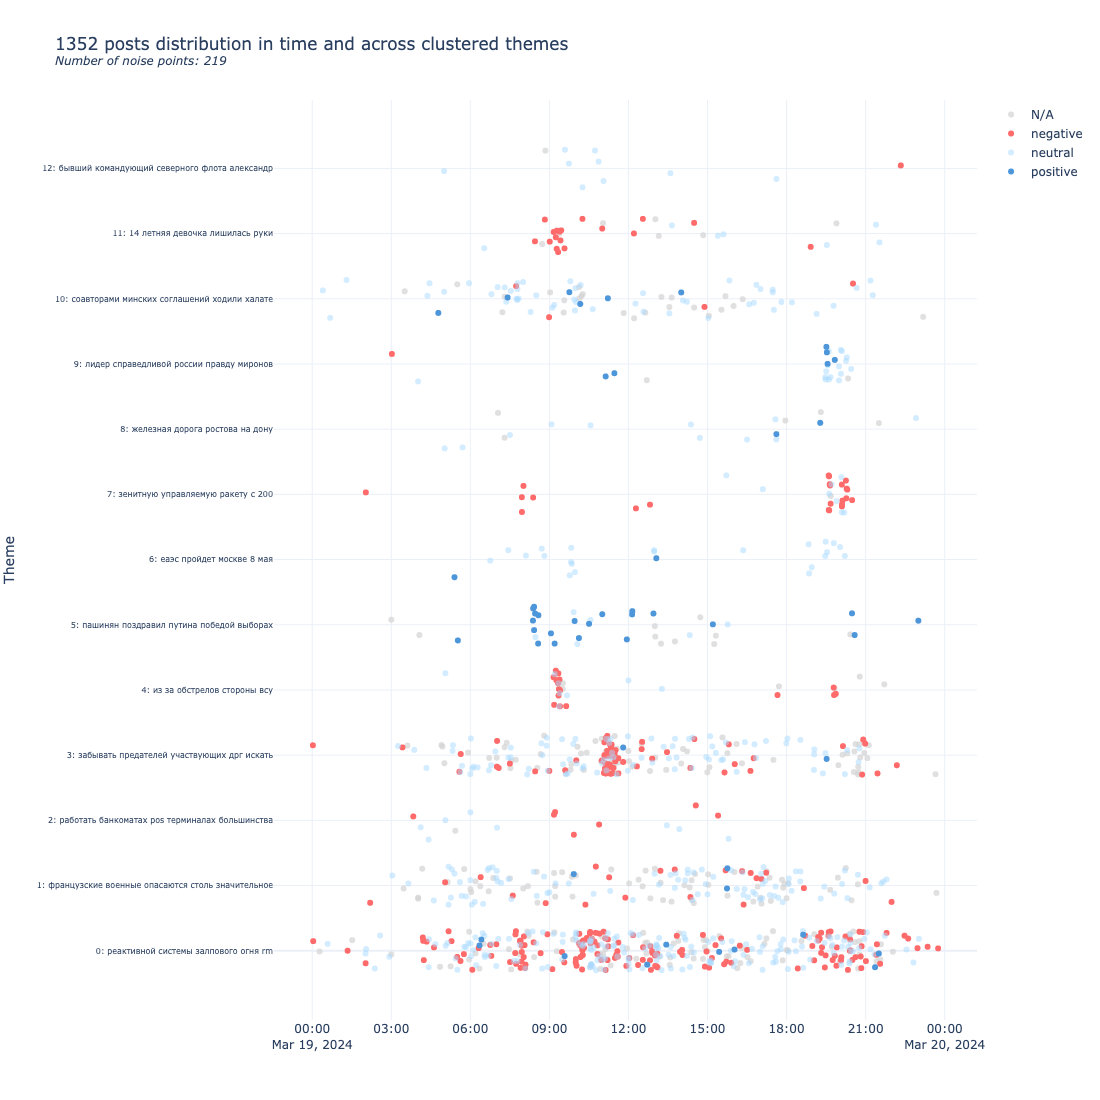 1352 posts distribution in time and across clustered themes
Number of noise points: 219
N/A
negative
neutral
positive
12: бывший командующий северного флота александр
11: 14 летняя девочка лишилась руки
10: соавторами минских соглашений ходили халате
9: лидер справедливой россии правду миронов
8: железная дорога ростова на дону
7: зенитную управляемую ракету с 200
6: еаэс пройдет москве 8 мая
5: пашинян поздравил путина победой выборах
4: из за обстрелов стороны всу
3: забывать предателей участвующих дрг искать
2: работать банкоматах pos терминалах большинства
1: французские военные опасаются столь значительное
0: реактивной системы залпового огня rm
Theme
00:00 03:00 06:00 09:00 12:00 15:00 18:00 21:00 00:00
Mar 19, 2024 Mar 20, 2024